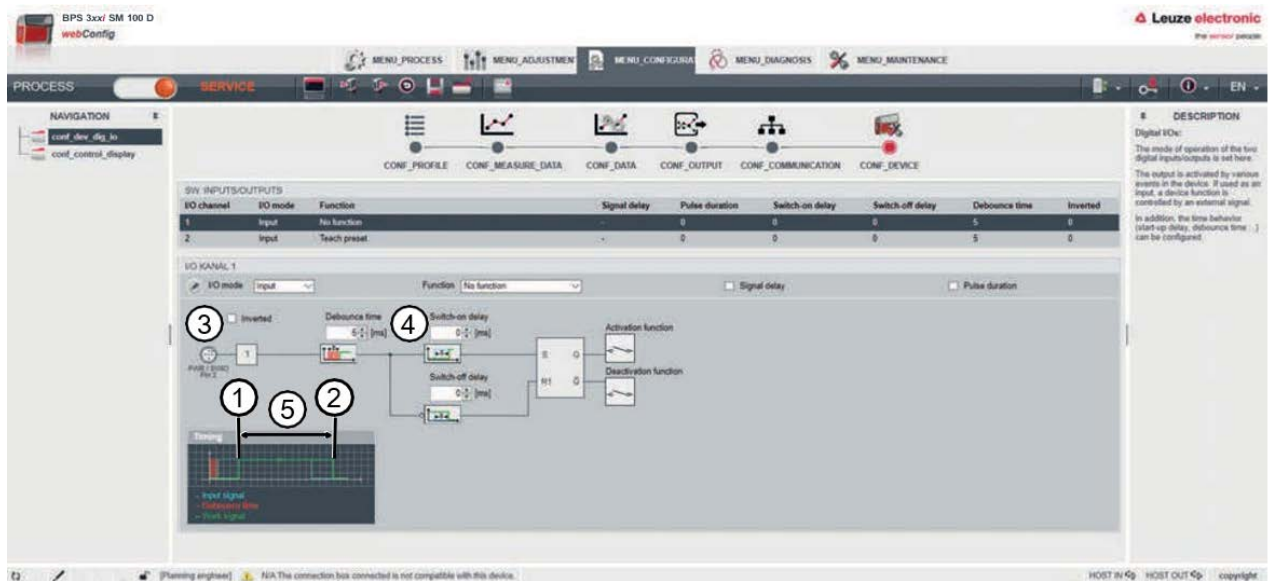 BPS 3xxi SM 100 D
webConfig
Leuze electronic
the sensor people
MENU_PROCESS
MENU_ADJUSTMEN
MENU_CONFIGURA
MENU_DIAGNOSIS
MENU_MAINTENANCE
PROCESS
SERVICE
EN
NAVIGATION
conf_dev_dig_io
conf_control_display
CONF_PROFILE
CONF_MEASURE_DATA
CONF_DATA
CONF_OUTPUT
CONF_COMMUNICATION
CONF_DEVICE
SW. INPUTS/OUTPUTS
I/O channel I/O mode Function Signal delay Pulse duration Switch-on delay Switch-off delay Debounce time Inverted
1 Input No function - 0 0 0 5 0
2 Input Teach preset - 0 0 0 5 0
I/O KANAL 1
I/O mode Input Function No function Signal delay Pulse duration
3
Inverted
Debounce time
5 [ms]
4
Switch-on delay
0 [ms]
Activation function
PWR / SWIO
Pin 2
1
S Q
R1 Q
Switch-off delay
0 [ms]
Deactivation function
1
5
2
Timing
- Input signal
- Debounce time
- Work signal
DESCRIPTION
Digital I/Os:
The mode of operation of the two
digital inputs/outputs is set here.
The output is activated by various
events in the device. If used as an
input, a device function is
controlled by an external signal.
In addition, the time behavior
(start-up delay, debounce time ...)
can be configured.
[Planning engineer]
N/A The connection box connected is not compatible with this device.
HOST IN
HOST OUT
copyright